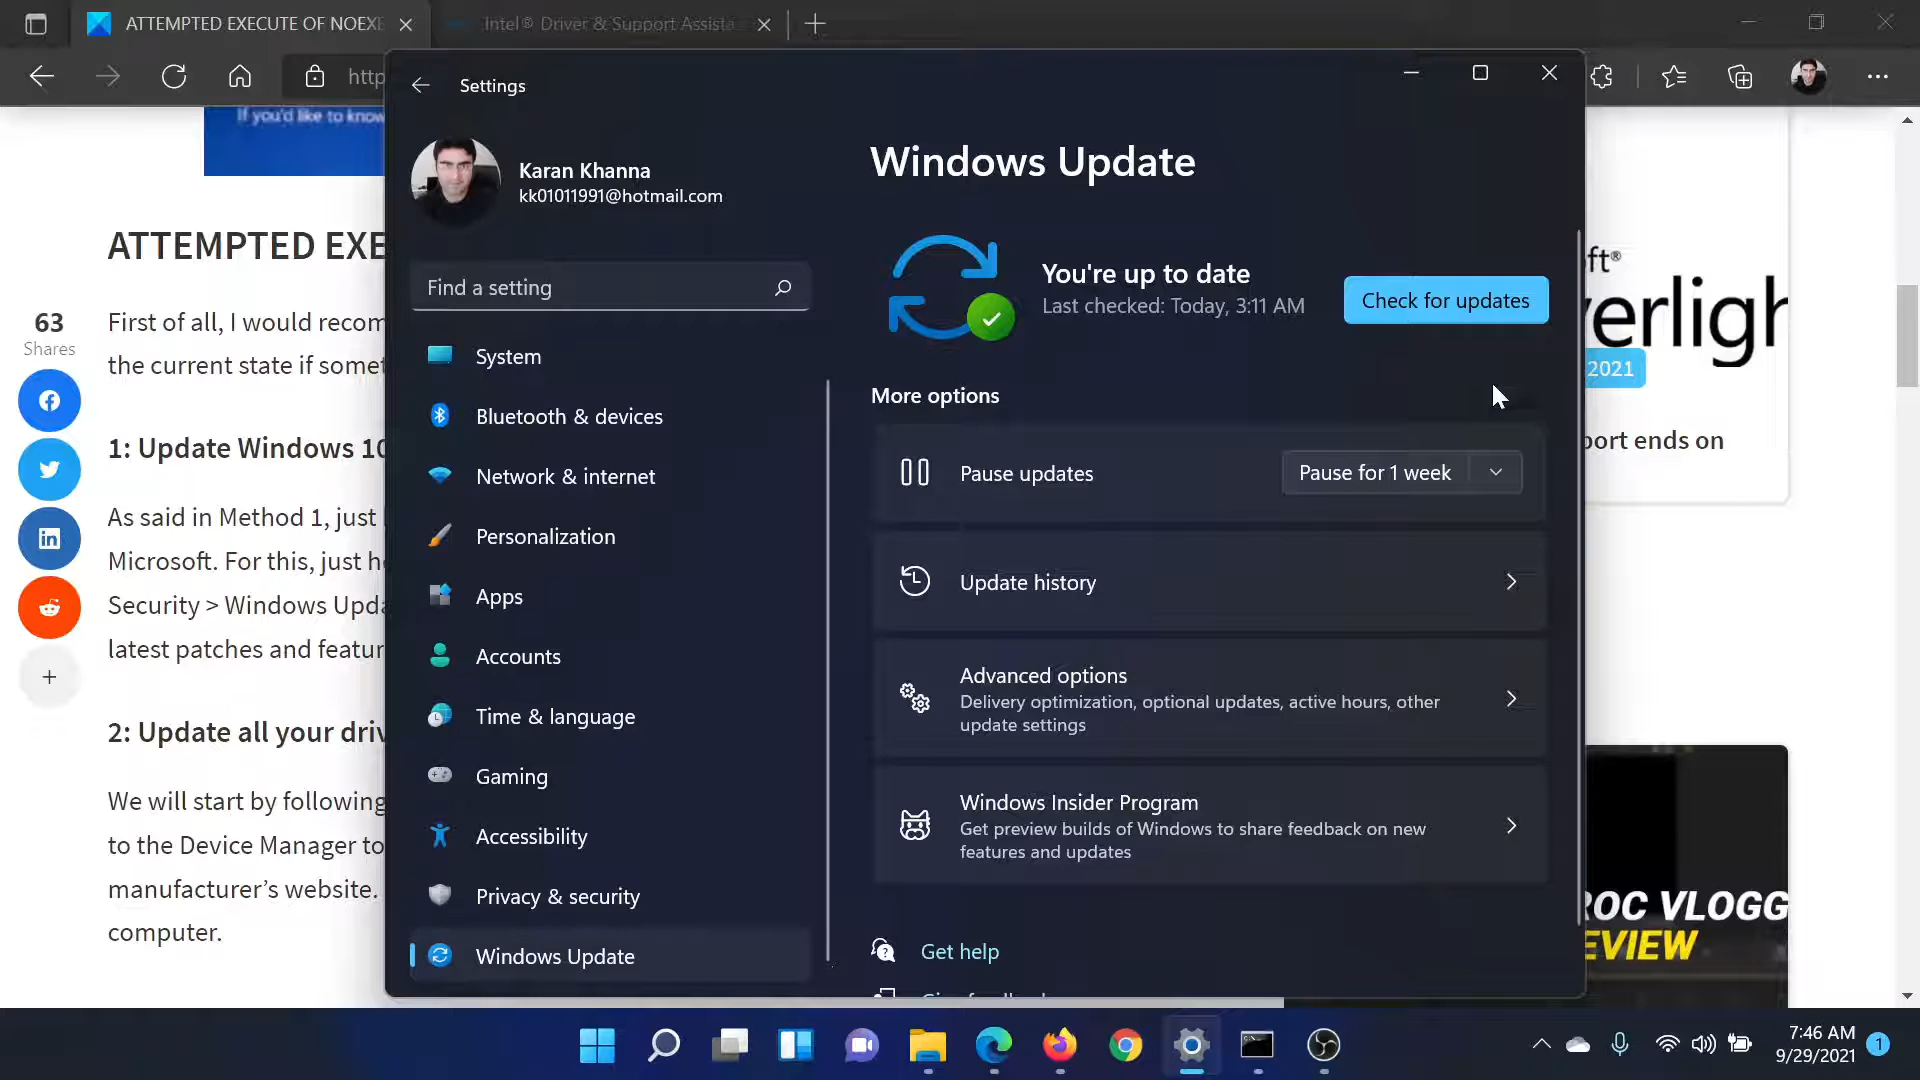 ATTEMPTED EXECUTE OF NOEXE
Intel® Driver & Support Assista
http
If you'd like to know
ATTEMPTED EXE
63
Shares
First of all, I would recom
the current state if somet
1: Update Windows 10
As said in Method 1, just
Microsoft. For this, just h
Security > Windows Upda
latest patches and featur
2: Update all your driv
We will start by following
to the Device Manager to
manufacturer's website.
computer.
Settings
Karan Khanna
kk01011991@hotmail.com
Find a setting
System
Bluetooth & devices
Network & internet
Personalization
Apps
Accounts
Time & language
Gaming
Accessibility
Privacy & security
Windows Update
Windows Update
You're up to date
Last checked: Today, 3:11 AM
Check for updates
More options
Pause updates
Pause for 1 week
Update history
Advanced options
Delivery optimization, optional updates, active hours, other
update settings
Windows Insider Program
Get preview builds of Windows to share feedback on new
features and updates
Get help
ft®
erligh
2021
port ends on
ROC VLOGG
EVIEW
7:46 AM
9/29/2021
1